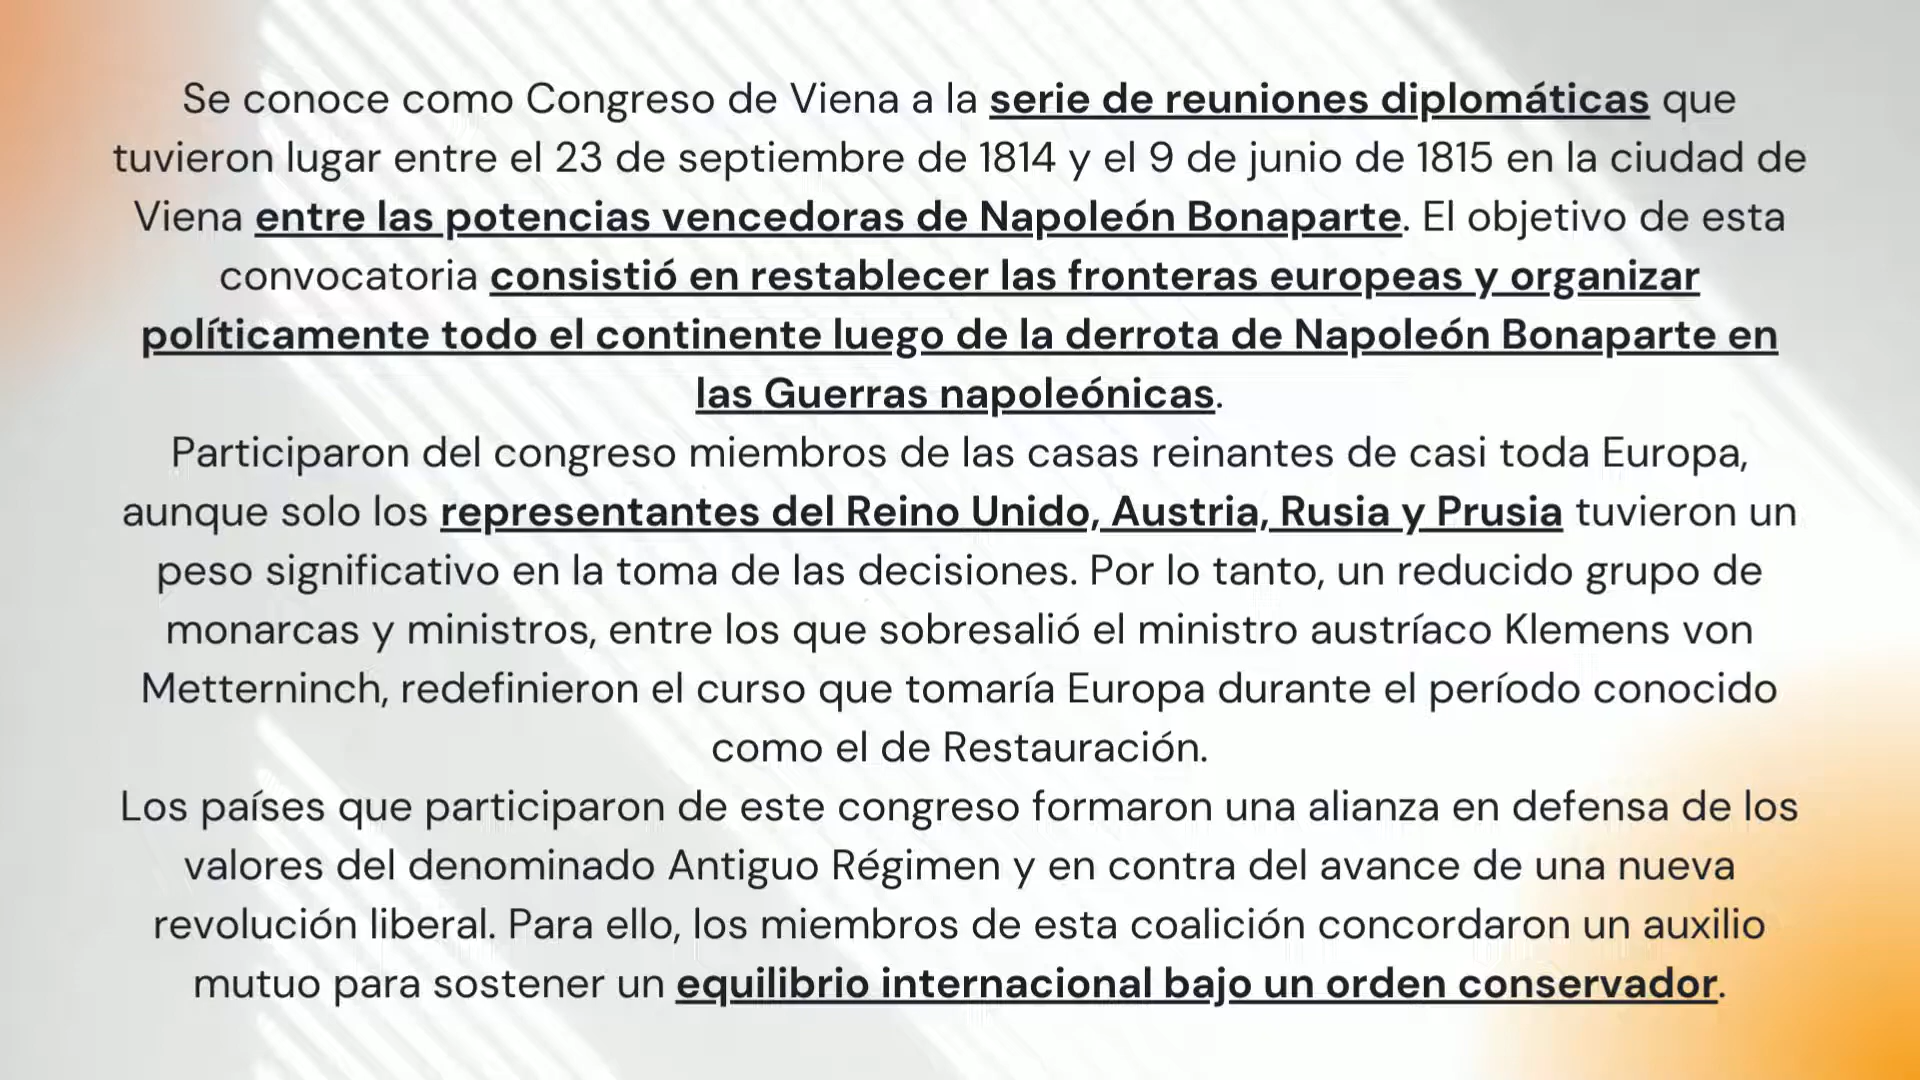 Se conoce como Congreso de Viena a la serie de reuniones diplomáticas que
tuvieron lugar entre el 23 de septiembre de 1814 y el 9 de junio de 1815 en la ciudad de
Viena entre las potencias vencedoras de Napoleón Bonaparte. El objetivo de esta
convocatoria consistió en restablecer las fronteras europeas y organizar
políticamente todo el continente luego de la derrota de Napoleón Bonaparte en
las Guerras napoleónicas.
Participaron del congreso miembros de las casas reinantes de casi toda Europa,
aunque solo los representantes del Reino Unido, Austria, Rusia y Prusia tuvieron un
peso significativo en la toma de las decisiones. Por lo tanto, un reducido grupo de
monarcas y ministros, entre los que sobresalió el ministro austríaco Klemens von
Metterninch, redefinieron el curso que tomaría Europa durante el período conocido
como el de Restauración.
Los países que participaron de este congreso formaron una alianza en defensa de los
valores del denominado Antiguo Régimen y en contra del avance de una nueva
revolución liberal. Para ello, los miembros de esta coalición concordaron un auxilio
mutuo para sostener un equilibrio internacional bajo un orden conservador.